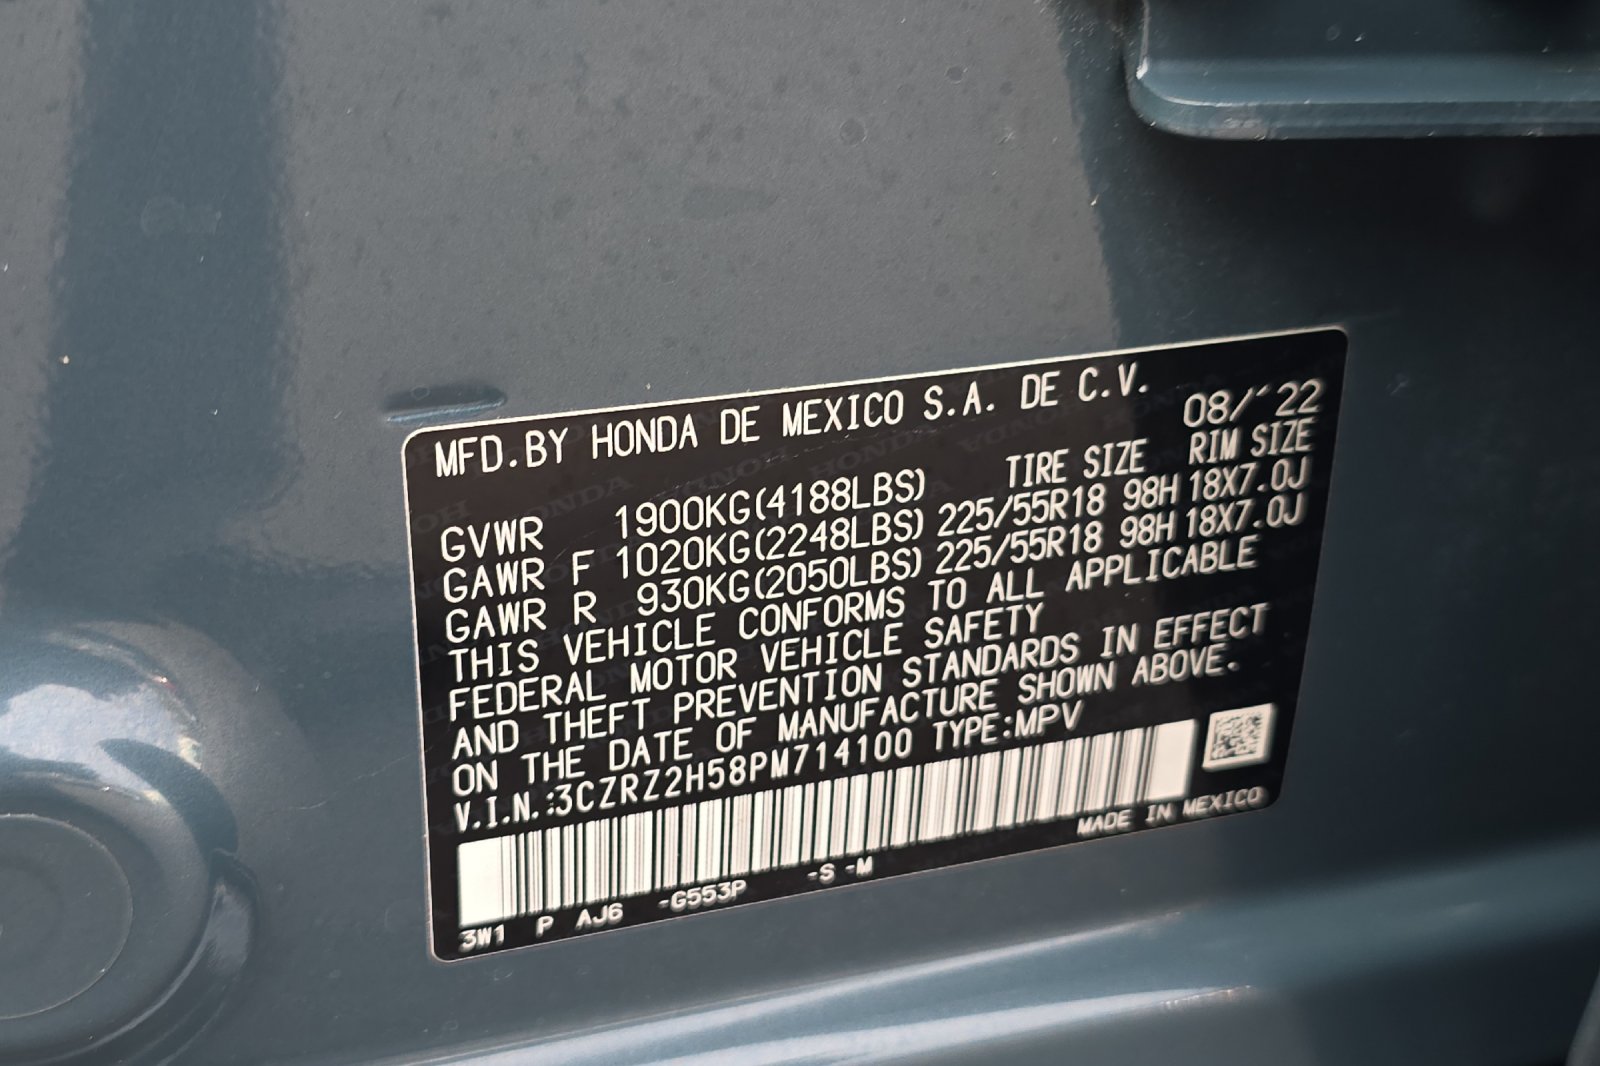 MFD.BY HONDA DE MEXICO S.A. DE C.V. 08/'22
TIRE SIZE RIM SIZE
GVWR 1900KG(4188LBS)
GAWR F 1020KG(2248LBS) 225/55R18 98H 18X7.0J
GAWR R 930KG(2050LBS) 225/55R18 98H 18X7.0J
THIS VEHICLE CONFORMS TO ALL APPLICABLE
FEDERAL MOTOR VEHICLE SAFETY
AND THEFT PREVENTION STANDARDS IN EFFECT
ON THE DATE OF MANUFACTURE SHOWN ABOVE.
V.I.N.:3CZRZ2H58PM714100 TYPE:MPV
MADE IN MEXICO
3W1 P AJ6 -G553P -S -M